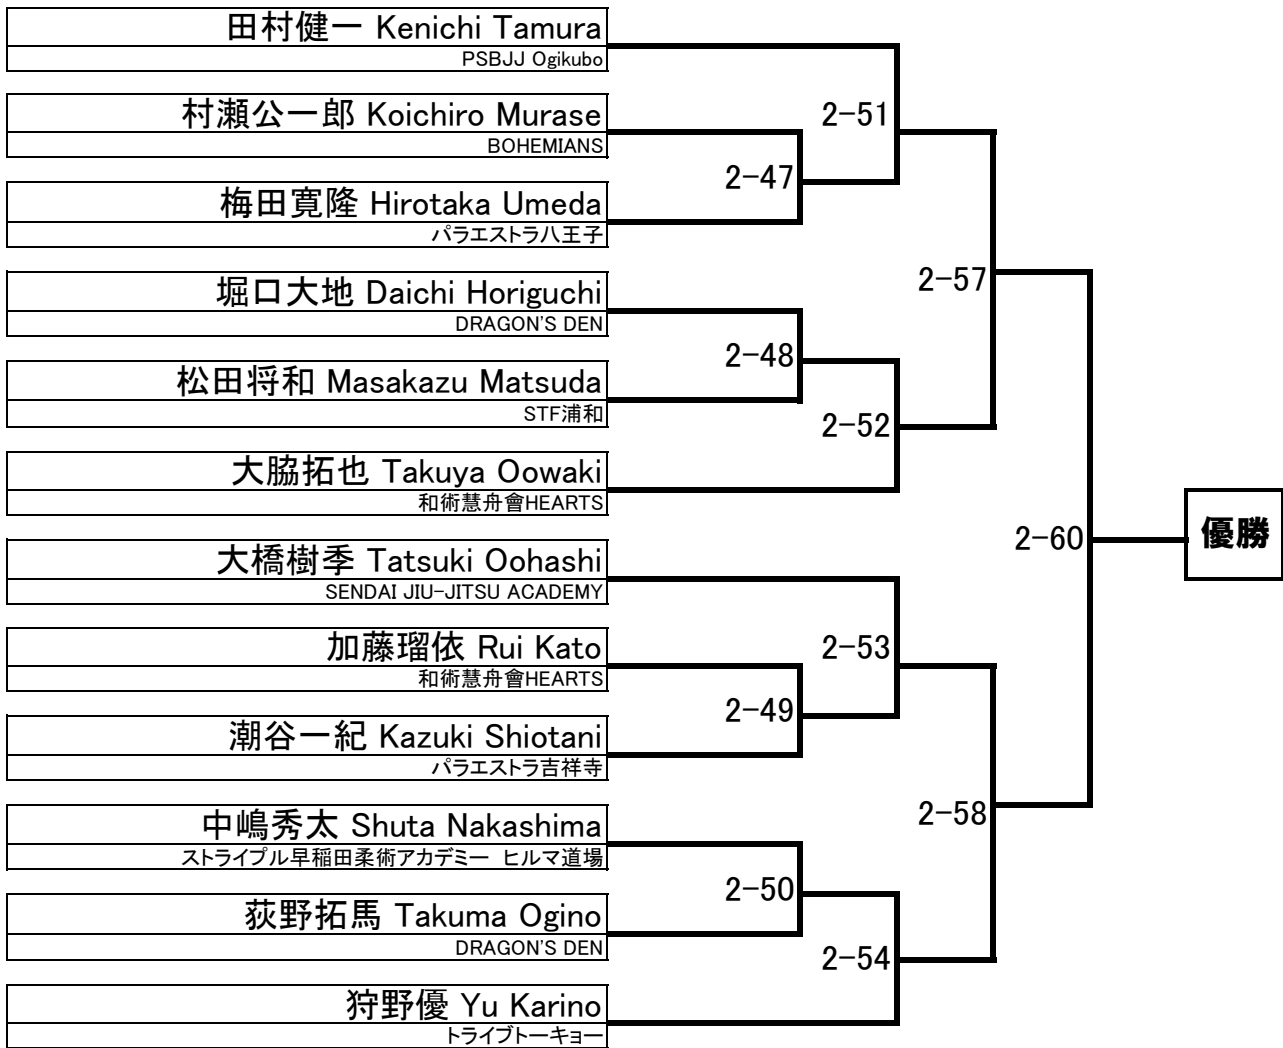 田村健一 Kenichi Tamura
PSBJJ Ogikubo
村瀬公一郎 Koichiro Murase
BOHEMIANS
梅田寛隆 Hirotaka Umeda
パラエストラ八王子
堀口大地 Daichi Horiguchi
DRAGON'S DEN
松田将和 Masakazu Matsuda
STF浦和
大脇拓也 Takuya Oowaki
和術慧舟會HEARTS
大橋樹季 Tatsuki Oohashi
SENDAI JIU-JITSU ACADEMY
加藤瑠依 Rui Kato
和術慧舟會HEARTS
潮谷一紀 Kazuki Shiotani
パラエストラ吉祥寺
中嶋秀太 Shuta Nakashima
ストライプル早稲田柔術アカデミー ヒルマ道場
荻野拓馬 Takuma Ogino
DRAGON'S DEN
狩野優 Yu Karino
トライブトーキョー
2-47
2-48
2-49
2-50
2-51
2-52
2-53
2-54
2-57
2-58
2-60
優勝